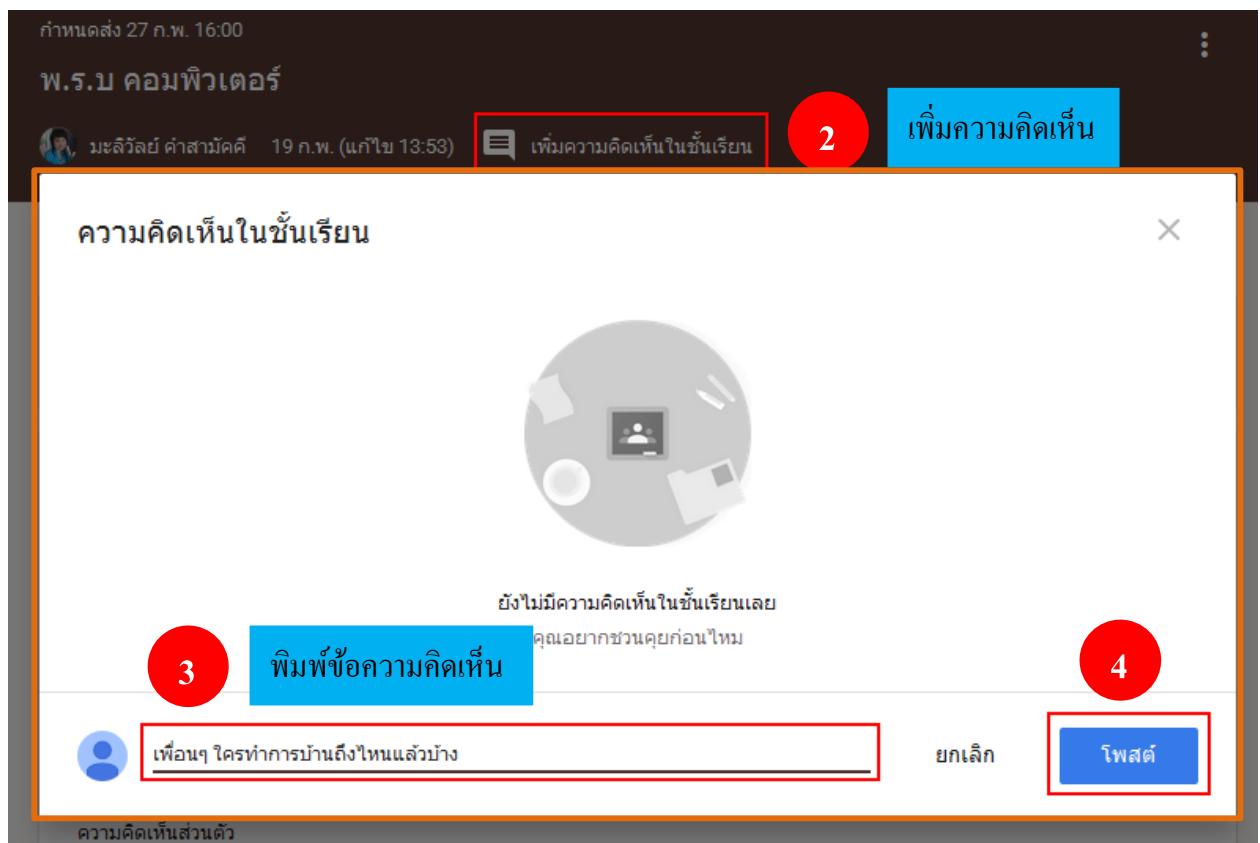 กำหนดส่ง 27 ก.พ. 16:00
พ.ร.บ คอมพิวเตอร์
มะลิวัลย์ คำสามัคคี 19 ก.พ. (แก้ไข 13:53) เพิ่มความคิดเห็นในชั้นเรียน
2
เพิ่มความคิดเห็น
ความคิดเห็นในชั้นเรียน
ยังไม่มีความคิดเห็นในชั้นเรียนเลย
คุณอยากชวนคุยก่อนไหม
3
พิมพ์ข้อความคิดเห็น
4
เพื่อนๆ ใครทำการบ้านถึงไหนแล้วบ้าง
ยกเลิก
โพสต์
ความคิดเห็นส่วนตัว